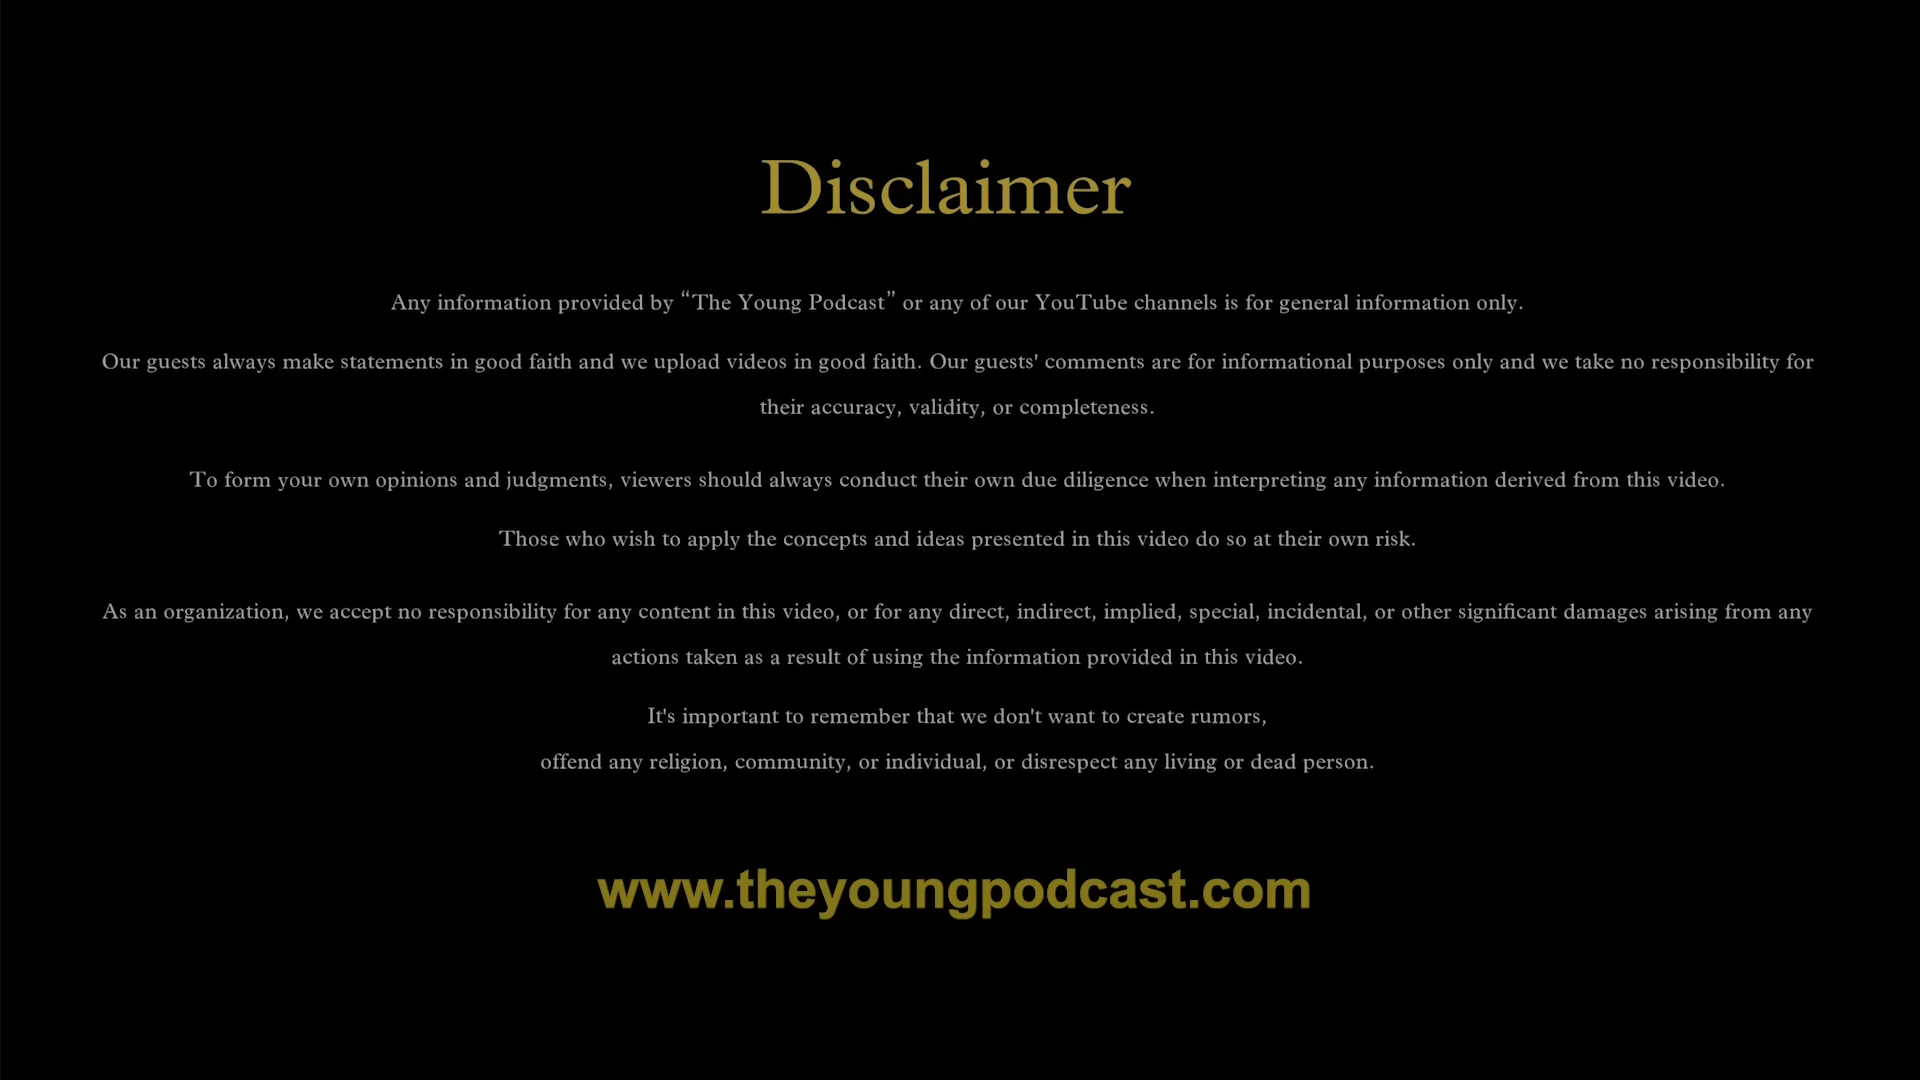 Disclaimer
Any information provided by “The Young Podcast” or any of our YouTube channels is for general information only.
Our guests always make statements in good faith and we upload videos in good faith. Our guests' comments are for informational purposes only and we take no responsibility for
their accuracy, validity, or completeness.
To form your own opinions and judgments, viewers should always conduct their own due diligence when interpreting any information derived from this video.
Those who wish to apply the concepts and ideas presented in this video do so at their own risk.
As an organization, we accept no responsibility for any content in this video, or for any direct, indirect, implied, special, incidental, or other significant damages arising from any
actions taken as a result of using the information provided in this video.
It's important to remember that we don't want to create rumors,
offend any religion, community, or individual, or disrespect any living or dead person.
www.theyoungpodcast.com